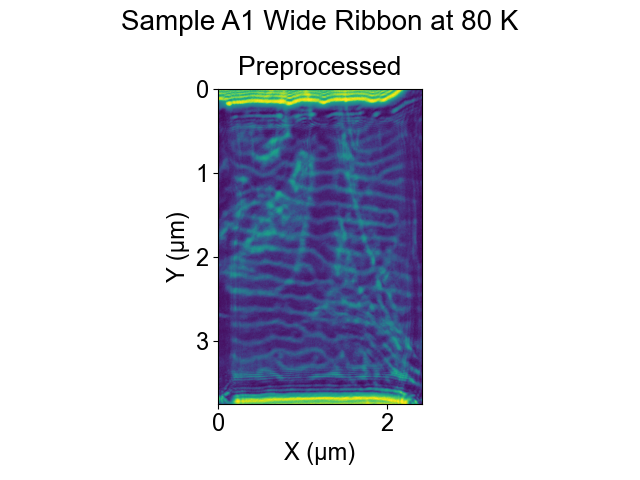 Sample A1 Wide Ribbon at 80 K
Preprocessed
0
1
2
3
Y (μm)
0 2
X (μm)